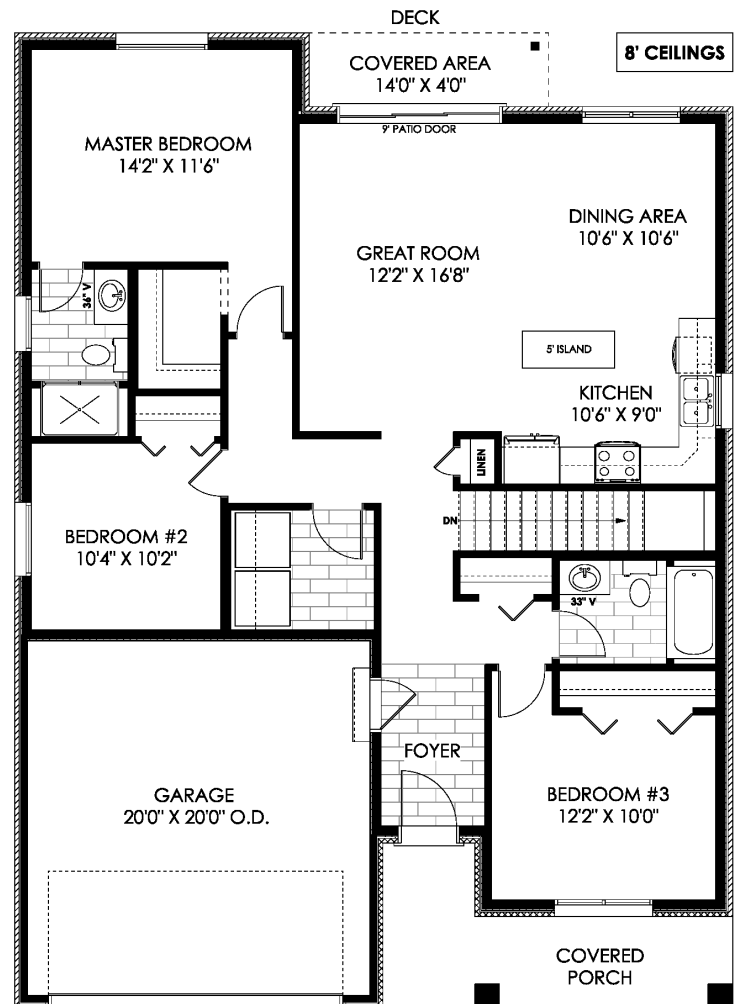 DECK
8' CEILINGS
COVERED AREA
14'0" X 4'0"
9' PATIO DOOR
MASTER BEDROOM
14'2" X 11'6"
DINING AREA
10'6" X 10'6"
GREAT ROOM
12'2" X 16'8"
36" V
5' ISLAND
KITCHEN
10'6" X 9'0"
LINEN
DN
BEDROOM #2
10'4" X 10'2"
33" V
FOYER
GARAGE
20'0" X 20'0" O.D.
BEDROOM #3
12'2" X 10'0"
COVERED
PORCH